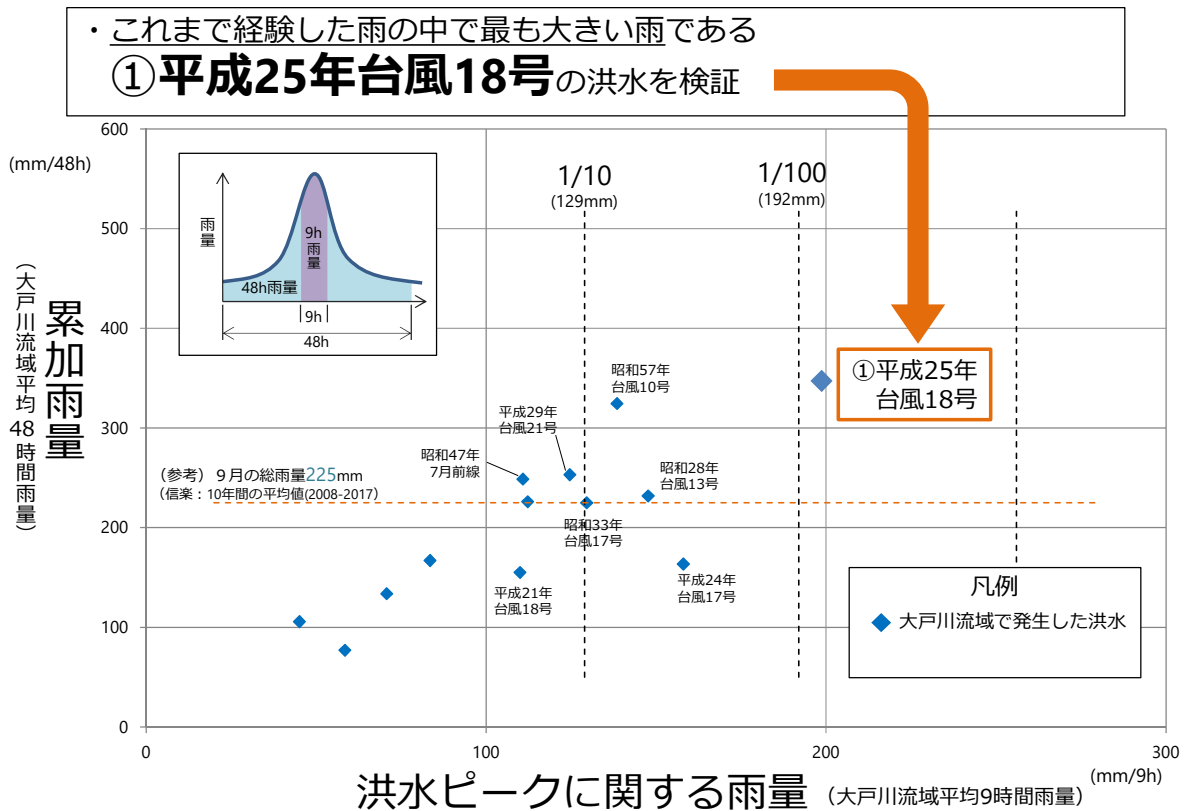 ・これまで経験した雨の中で最も大きい雨である
①平成25年台風18号の洪水を検証
(mm/48h)
累加雨量
（大戸川流域平均48時間雨量）
600
500
400
300
200
100
0
雨量
9h雨量
48h雨量
9h
48h
1/10
(129mm)
1/100
(192mm)
①平成25年
台風18号
昭和57年
台風10号
平成29年
台風21号
昭和47年
7月前線
昭和28年
台風13号
（参考）９月の総雨量225mm
（信楽：10年間の平均値(2008-2017)
昭和33年
台風17号
平成21年
台風18号
平成24年
台風17号
凡例
大戸川流域で発生した洪水
0
100
200
300
洪水ピークに関する雨量（大戸川流域平均9時間雨量）
(mm/9h)